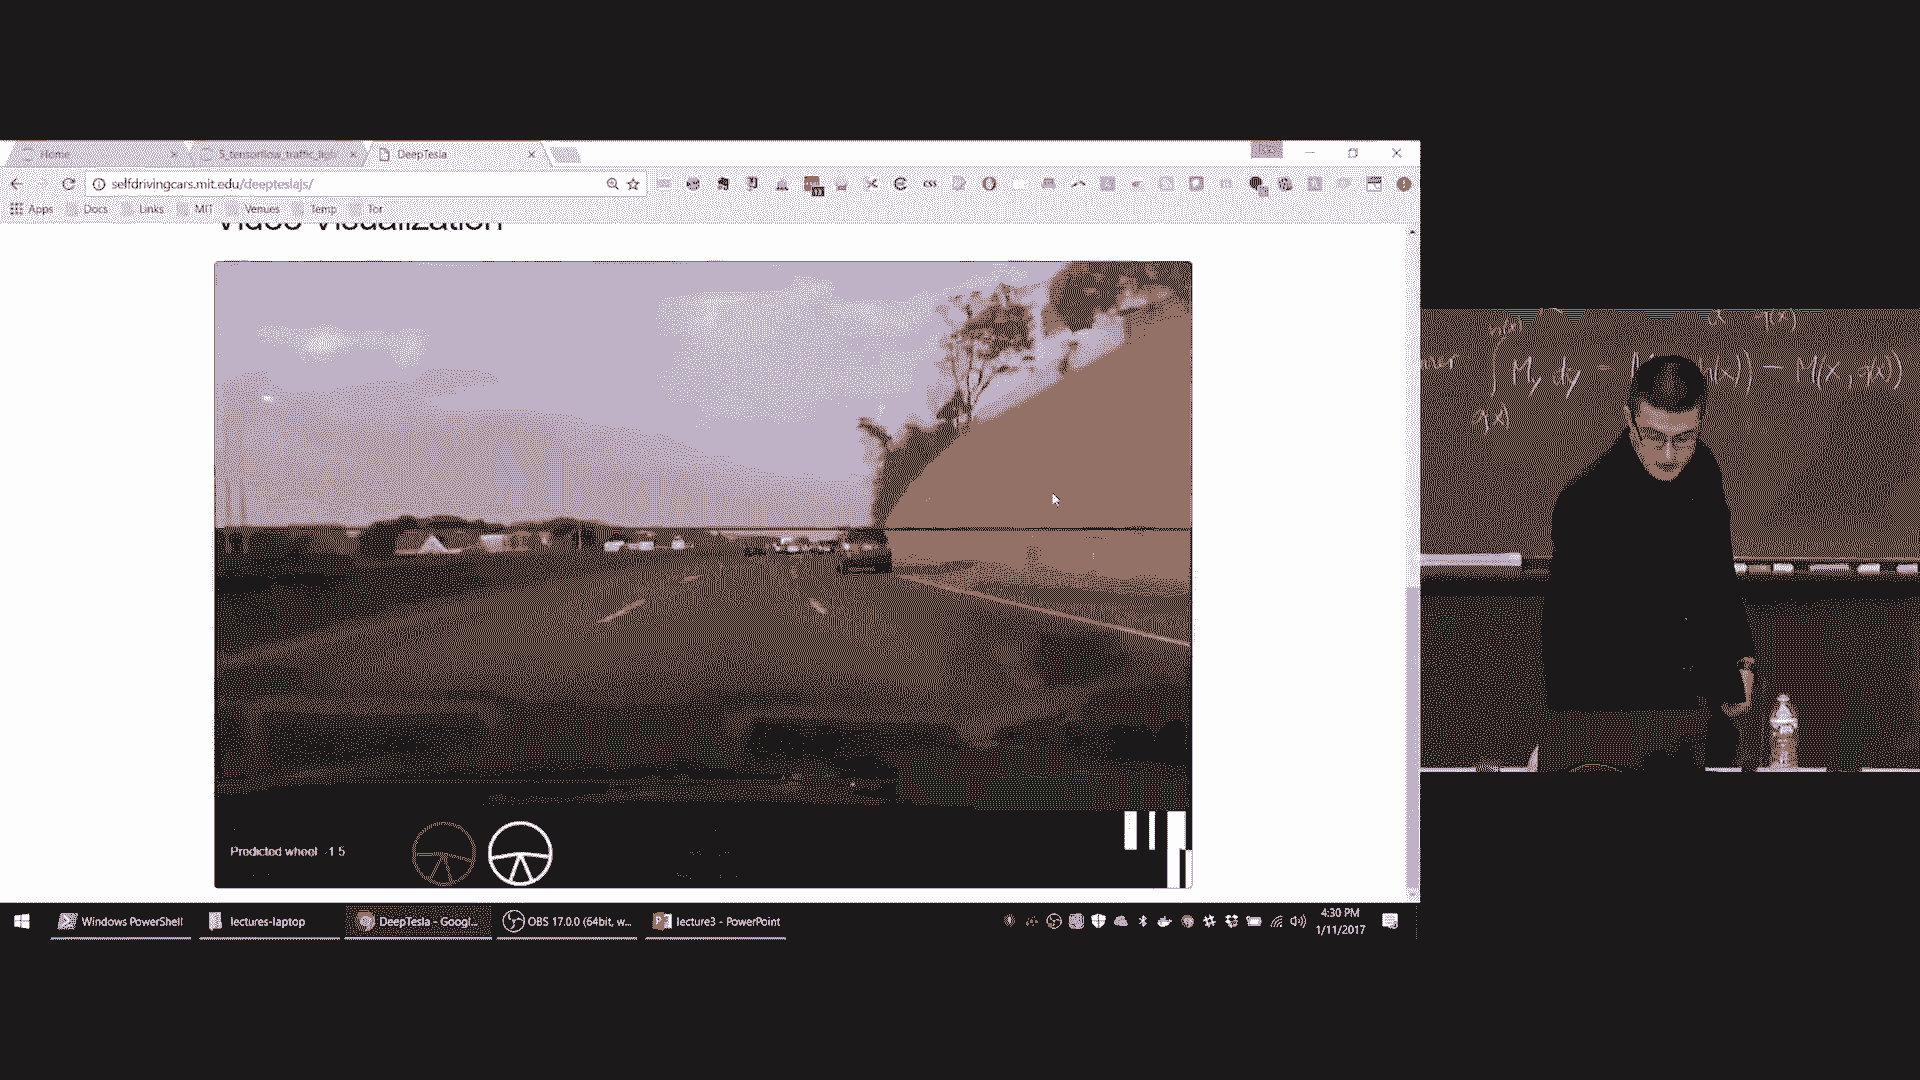 Home
5_tensorflow_traffic_ligh
DeepTesla
selfdrivingcars.mit.edu/deepteslajs/
CSS
Apps Docs Links MIT Venues Temp Tor
Video Visualization
Predicted wheel -1.5
Windows PowerShell
lectures-laptop
DeepTesla - Googl...
OBS 17.0.0 (64bit, w...
lecture3 - PowerPoint
4:30 PM
1/11/2017
g(x)
M_y dy = M h(x)) - M(x, g(x))
g(x)